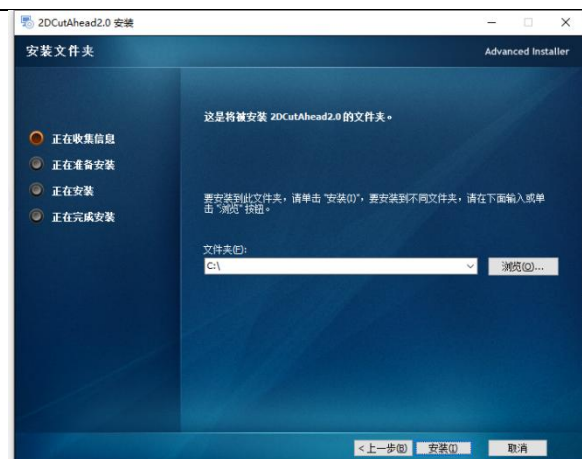 2DCutAhead2.0 安装
安装文件夹
Advanced Installer
这是将被安装 2DCutAhead2.0 的文件夹。
正在收集信息
正在准备安装
正在安装
正在完成安装
要安装到此文件夹，请单击 "安装(I)"，要安装到不同文件夹，请在下面输入或单
击 "浏览" 按钮。
文件夹(F):
C:\
浏览(O)...
<上一步(B)
安装(I)
取消